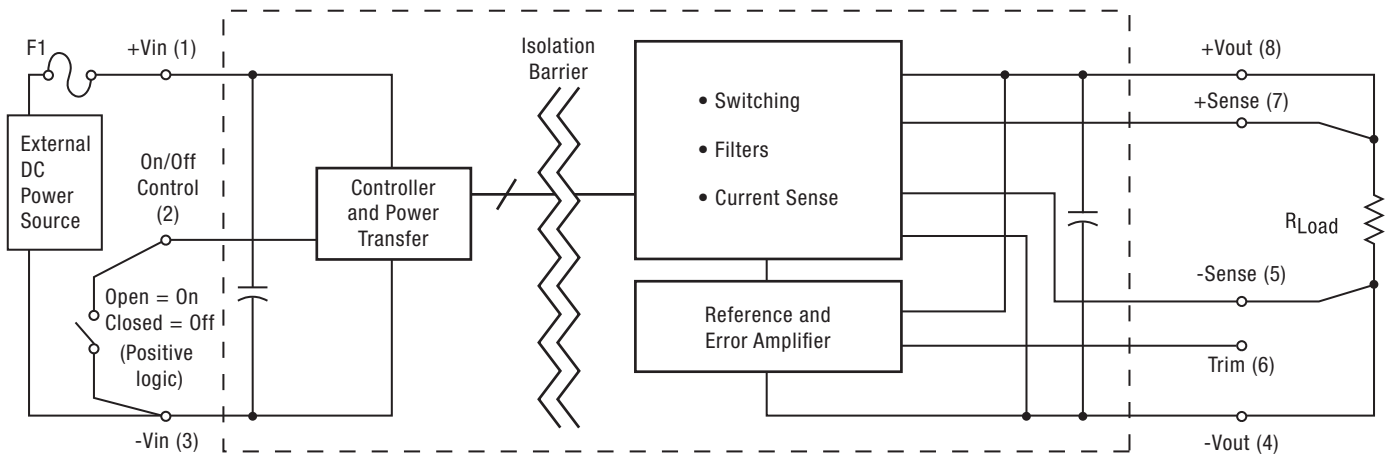 F1
+Vin (1)
External
DC
Power
Source
On/Off
Control
(2)
Open = On
Closed = Off
(Positive
logic)
-Vin (3)
Controller
and Power
Transfer
Isolation
Barrier
• Switching
• Filters
• Current Sense
Reference and
Error Amplifier
+Vout (8)
+Sense (7)
RLoad
-Sense (5)
Trim (6)
-Vout (4)